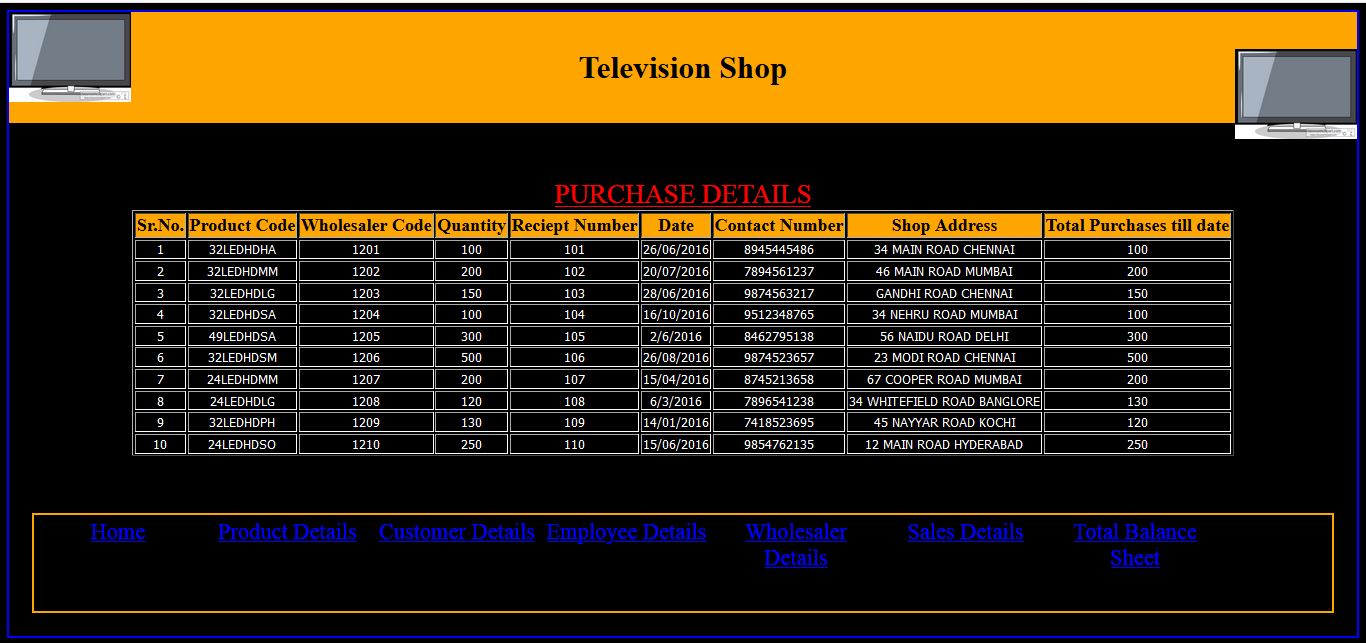 Television Shop
PURCHASE DETAILS
Sr.No. Product Code Wholesaler Code Quantity Reciept Number Date Contact Number Shop Address Total Purchases till date
1 32LEDHDHA 1201 100 101 26/06/2016 8945445486 34 MAIN ROAD CHENNAI 100
2 32LEDHDMM 1202 200 102 20/07/2016 7894561237 46 MAIN ROAD MUMBAI 200
3 32LEDHDLG 1203 150 103 28/06/2016 9874563217 GANDHI ROAD CHENNAI 150
4 32LEDHDSA 1204 100 104 16/10/2016 9512348765 34 NEHRU ROAD MUMBAI 100
5 49LEDHDSA 1205 300 105 2/6/2016 8462795138 56 NAIDU ROAD DELHI 300
6 32LEDHDSM 1206 500 106 26/08/2016 9874523657 23 MODI ROAD CHENNAI 500
7 24LEDHDMM 1207 200 107 15/04/2016 8745213658 67 COOPER ROAD MUMBAI 200
8 24LEDHDLG 1208 120 108 6/3/2016 7896541238 34 WHITEFIELD ROAD BANGLORE 130
9 32LEDHDPH 1209 130 109 14/01/2016 7418523695 45 NAYYAR ROAD KOCHI 120
10 24LEDHDSO 1210 250 110 15/06/2016 9854762135 12 MAIN ROAD HYDERABAD 250
Home Product Details Customer Details Employee Details Wholesaler Sales Details Total Balance
Details Sheet